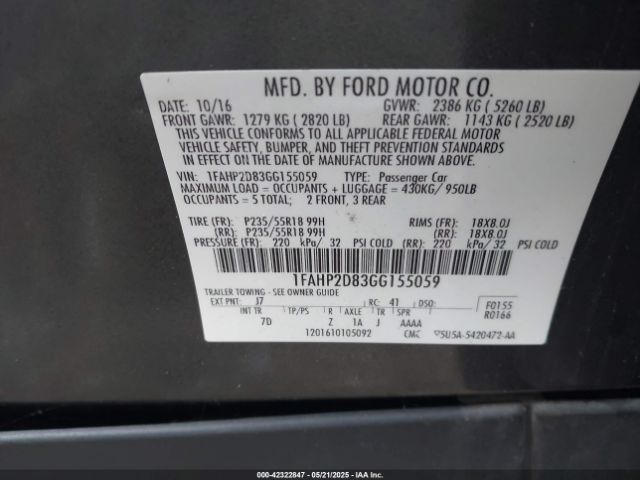 MFD. BY FORD MOTOR CO.
DATE: 10/16 GVWR: 2386 KG ( 5260 LB)
FRONT GAWR: 1279 KG ( 2820 LB) REAR GAWR: 1143 KG ( 2520 LB)
THIS VEHICLE CONFORMS TO ALL APPLICABLE FEDERAL MOTOR
VEHICLE SAFETY, BUMPER, AND THEFT PREVENTION STANDARDS
IN EFFECT ON THE DATE OF MANUFACTURE SHOWN ABOVE.
VIN: 1FAHP2D83GG155059 TYPE: Passenger Car
MAXIMUM LOAD = OCCUPANTS + LUGGAGE = 430KG/ 950LB
OCCUPANTS = 5 TOTAL; 2 FRONT, 3 REAR
TIRE (FR): P235/55R18 99H RIMS (FR): 18X8.0J
(RR): P235/55R18 99H (RR): 18X8.0J
PRESSURE (FR): 220 kPa/ 32 PSI COLD (RR): 220 kPa/ 32 PSI COLD
1FAHP2D83GG155059
TRAILER TOWING - SEE OWNER GUIDE
EXT PNT: J7 RC: 41 DSO: F0155
INT TR TP/PS R AXLE TR SPR R0166
7D Z 1A J AAAA
1201610105092 CMC 5U5A-5420472-AA
000-42322847 - 05/21/2025 - IAA Inc.